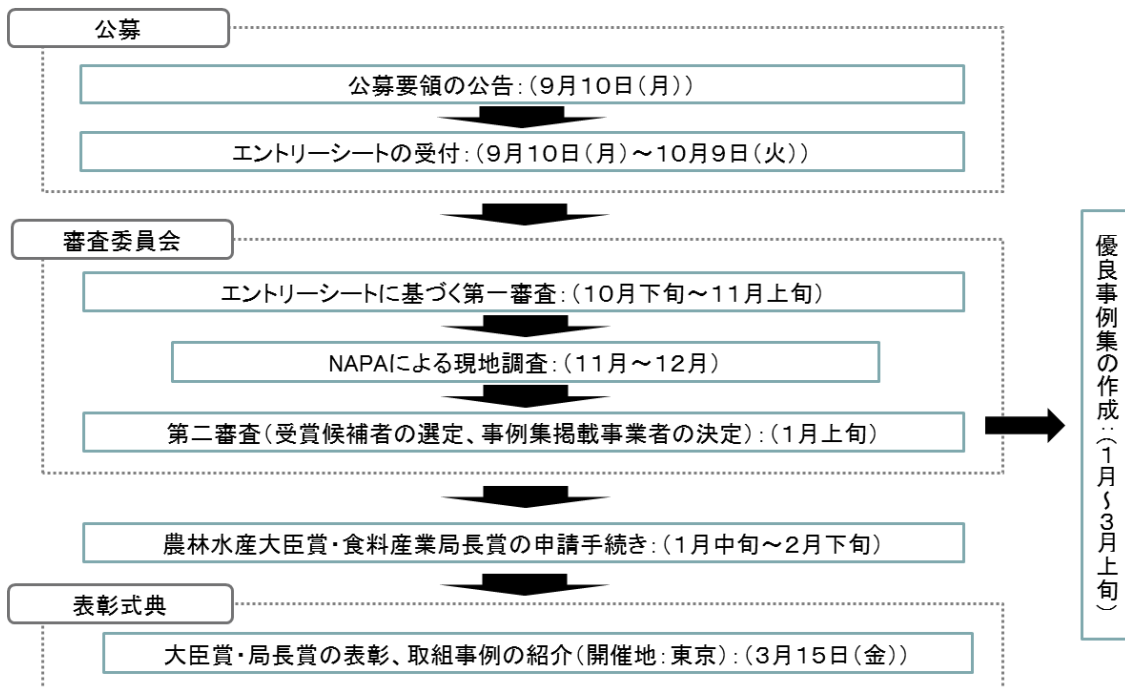 公募
公募要領の公告：（９月１０日（月））
エントリーシートの受付：（９月１０日（月）～１０月９日（火））
審査委員会
エントリーシートに基づく第一審査：（１０月下旬～１１月上旬）
NAPAによる現地調査：（１１月～１２月）
第二審査（受賞候補者の選定、事例集掲載事業者の決定）：（１月上旬）
優良事例集の作成：（１月～３月上旬）
農林水産大臣賞・食料産業局長賞の申請手続き：（１月中旬～２月下旬）
表彰式典
大臣賞・局長賞の表彰、取組事例の紹介（開催地：東京）：（３月１５日（金））